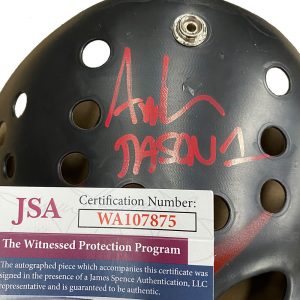 JASON 1
JSA
Certification Number:
WA107875
The Witnessed Protection Program
The autographed piece which accompanies this certificate was
signed in the presence of a James Spence Authentication, LLC
representative and is guaranteed to be authentic.